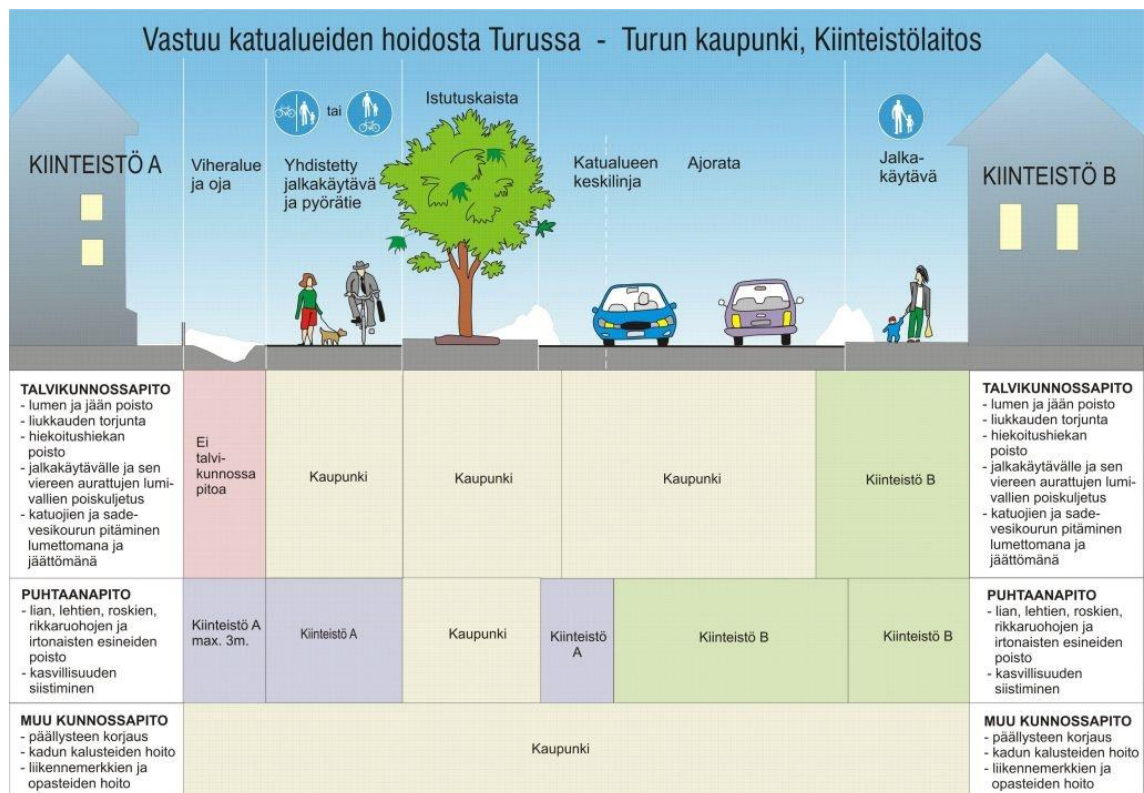 Vastuu katualueiden hoidosta Turussa - Turun kaupunki, Kiinteistölaitos
KIINTEISTÖ A
Viheralue
ja oja
tai
Yhdistetty
jalkakäytävä
ja pyörätie
Istutuskaista
Katualueen
keskilinja
Ajorata
Jalka-
käytävä
KIINTEISTÖ B
TALVIKUNNOSSAPITO
- lumen ja jään poisto
- liukkauden torjunta
- hiekoitushiekan
poisto
- jalkakäytävälle ja sen
viereen aurattujen lumi-
vallien poiskuljetus
- katuojien ja sade-
vesikourun pitäminen
lumettomana ja
jäättömänä
Ei
talvi-
kunnossa
pitoa
Kaupunki
Kaupunki
Kaupunki
Kiinteistö B
TALVIKUNNOSSAPITO
- lumen ja jään poisto
- liukkauden torjunta
- hiekoitushiekan
poisto
- jalkakäytävälle ja sen
viereen aurattujen lumi-
vallien poiskuljetus
- katuojien ja sade-
vesikourun pitäminen
lumettomana ja
jäättömänä
PUHTAANAPITO
- lian, lehtien, roskien,
rikkaruohojen ja
irtonaisten esineiden
poisto
- kasvillisuuden
siistiminen
Kiinteistö A
max. 3m.
Kiinteistö A
Kaupunki
Kiinteistö
A
Kiinteistö B
Kiinteistö B
PUHTAANAPITO
- lian, lehtien, roskien,
rikkaruohojen ja
irtonaisten esineiden
poisto
- kasvillisuuden
siistiminen
MUU KUNNOSSAPITO
- päällysteen korjaus
- kadun kalusteiden hoito
- liikennemerkkien ja
opasteiden hoito
Kaupunki
MUU KUNNOSSAPITO
- päällysteen korjaus
- kadun kalusteiden hoito
- liikennemerkkien ja
opasteiden hoito